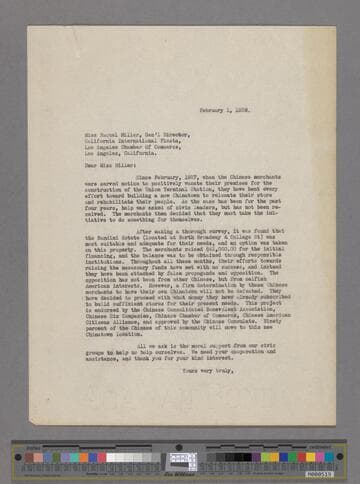 February 1, 1938.
Miss Raquel Miller, Gen'l Director,
California International Fiesta,
Los Angeles Chamber of Commerce,
Los Angeles, California.
Dear Miss Miller:
Since February, 1937, when the Chinese merchants
were served notice to positively vacate their premises for the
construction of the Union Terminal Station, they have bent every
effort toward building a new Chinatown to relocate their store
and rehabilitate their people. As the case has been for the past
four years, help was asked of civic leaders, but has not been re-
ceived. The merchants then decided that they must take the ini-
tiative to do something for themselves.
After making a thorough survey, it was found that
the Bandini Estate (located at North Broadway & College St) was
most suitable and adequate for their needs, and an option was taken
on this property. The merchants raised $42,000.00 for the initial
financing, and the balance was to be obtained through responsible
institutions. Throughout all these months, their efforts towards
raising the necessary funds have met with no success, and instead
they have been attacked by false propaganda and opposition. The
opposition has not been from other Chinese, but from selfish
American interests. However, a firm determination by these Chinese
merchants to have their own Chinatown will not be defeated. They
have decided to proceed with what money they have already subscribed
to build sufficient stores for their present needs. This project
is endorsed by the Chinese Consolidated Benevolent Association,
Chinese Six Companies, Chinese Chamber of Commerce, Chinese American
Citizens Alliance, and approved by the Chinese Consulate. Ninety
percent of the Chinese of this community will move to this new
Chinatown location.
All we ask is the moral support from our civic
groups to help us help ourselves. We need your cooperation and
assistance, and thank you for your kind interest.
Yours very truly,
inches
centimeters
M000519